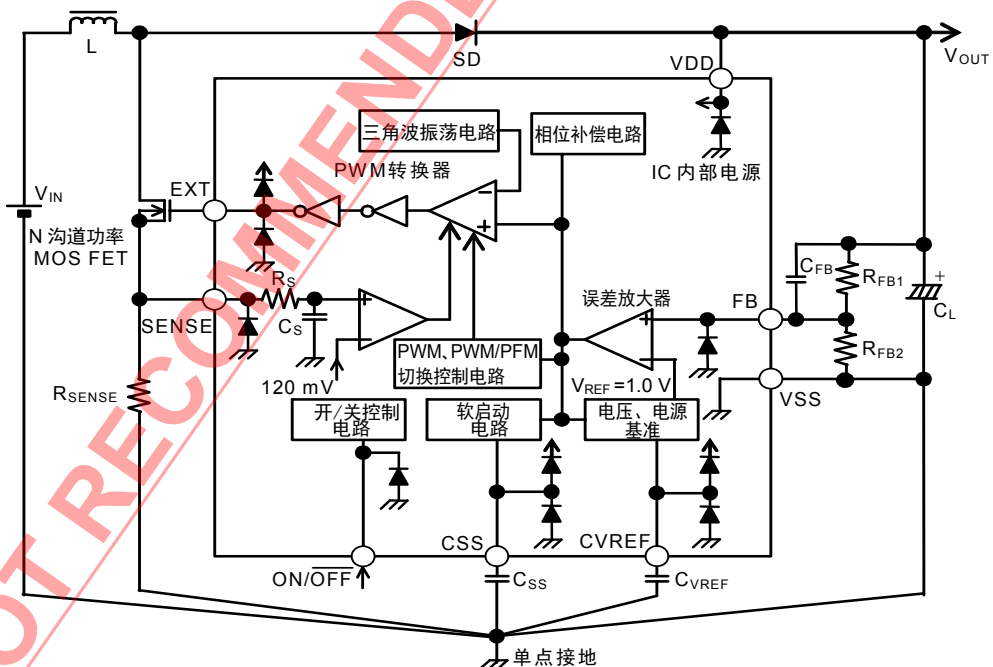 L
SD
VDD
VOUT
三角波振荡电路
相位补偿电路
IC 内部电源
PWM转换器
VIN
EXT
N 沟道功率
MOS FET
−
+
RS
CS
SENSE
+
−
120 mV
PWM、PWM/PFM
切换控制电路
误差放大器
+
−
VREF=1.0 V
FB
CFB
RFB1
RFB2
+
CL
VSS
RSENSE
开/关控制
电路
软启动
电路
电压、电源
基准
CSS
CVREF
ON/OFF
CSS
CVREF
单点接地
NOT RECOMMENDE